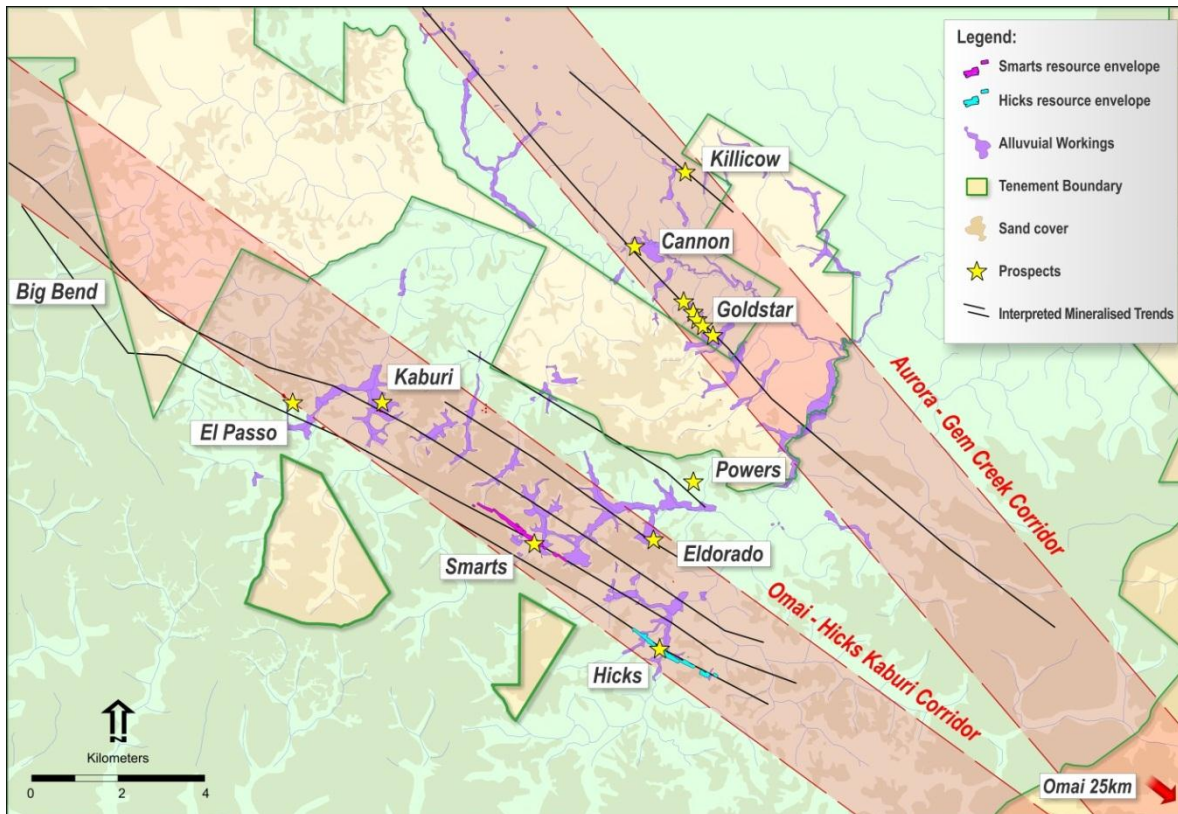 Legend:
Smarts resource envelope
Hicks resource envelope
Alluvuial Workings
Tenement Boundary
Sand cover
Prospects
Interpreted Mineralised Trends
Killicow
Cannon
Goldstar
Big Bend
Kaburi
El Passo
Powers
Eldorado
Smarts
Hicks
Aurora - Gem Creek Corridor
Omai - Hicks Kaburi Corridor
N
Kilometers
0 2 4
Omai 25km